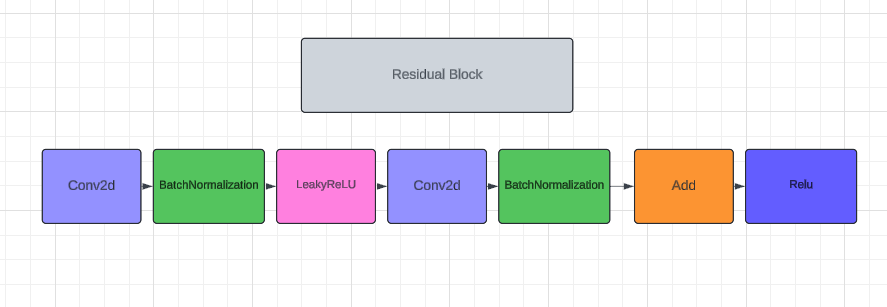 Residual Block
Conv2d
BatchNormalization
LeakyReLU
Conv2d
BatchNormalization
Add
Relu